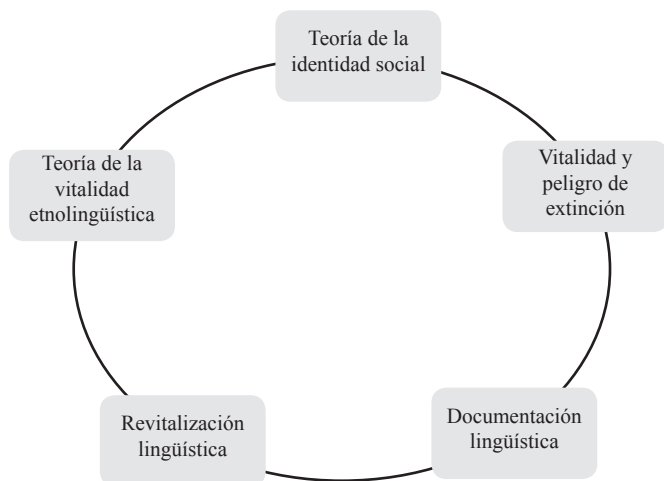 Teoría de la
identidad social
Vitalidad y
peligro de
extinción
Teoría de la
vitalidad
etnolingüística
Documentación
lingüística
Revitalización
lingüística